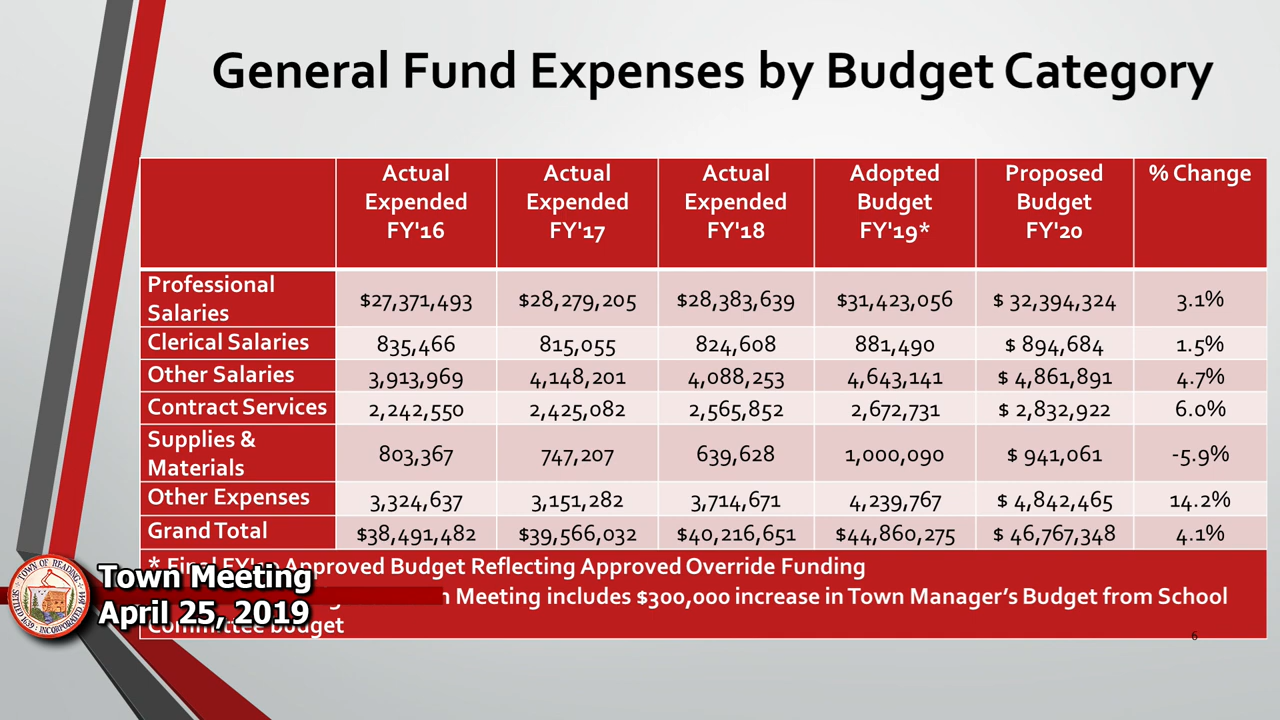 General Fund Expenses by Budget Category
Actual Expended FY'16 Actual Expended FY'17 Actual Expended FY'18 Adopted Budget FY'19* Proposed Budget FY'20 % Change
Professional Salaries $27,371,493 $28,279,205 $28,383,639 $31,423,056 $ 32,394,324 3.1%
Clerical Salaries 835,466 815,055 824,608 881,490 $ 894,684 1.5%
Other Salaries 3,913,969 4,148,201 4,088,253 4,643,141 $ 4,861,891 4.7%
Contract Services 2,242,550 2,425,082 2,565,852 2,672,731 $ 2,832,922 6.0%
Supplies & Materials 803,367 747,207 639,628 1,000,090 $ 941,061 -5.9%
Other Expenses 3,324,637 3,151,282 3,714,671 4,239,767 $ 4,842,465 14.2%
Grand Total $38,491,482 $39,566,032 $40,216,651 $44,860,275 $ 46,767,348 4.1%
* Approved Budget Reflecting Approved Override Funding
Meeting includes $300,000 increase in Town Manager's Budget from School
budget
Town Meeting
April 25, 2019
TOWN OF READING
6